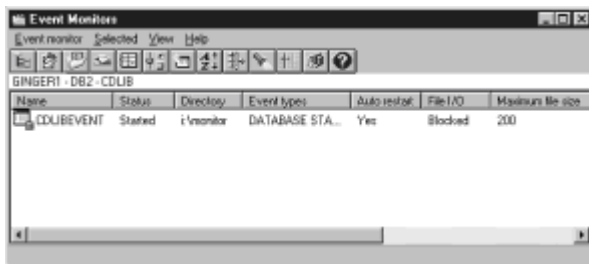 Event Monitors
Event monitor Selected View Help
GINGER1 - DB2 - CDLIB
Name Status Directory Event types Auto restart File I/O Maximum file size
CDLIBEVENT Started i:\monitor DATABASE STA... Yes Blocked 200